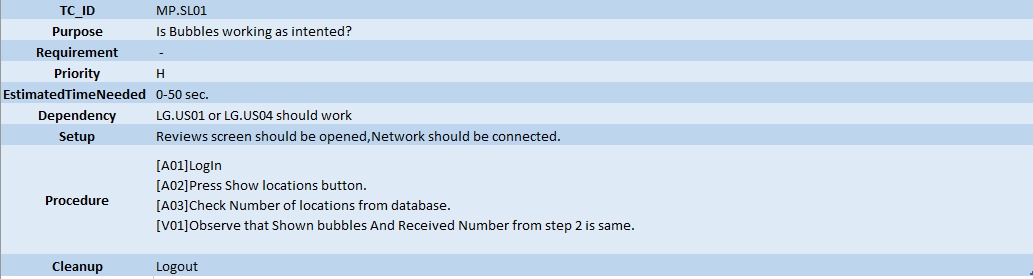 TC_ID MP.SL01
Purpose Is Bubbles working as intented?
Requirement -
Priority H
EstimatedTimeNeeded 0-50 sec.
Dependency LG.US01 or LG.US04 should work
Setup Reviews screen should be opened,Network should be connected.
Procedure
[A01]LogIn
[A02]Press Show locations button.
[A03]Check Number of locations from database.
[V01]Observe that Shown bubbles And Received Number from step 2 is same.
Cleanup Logout